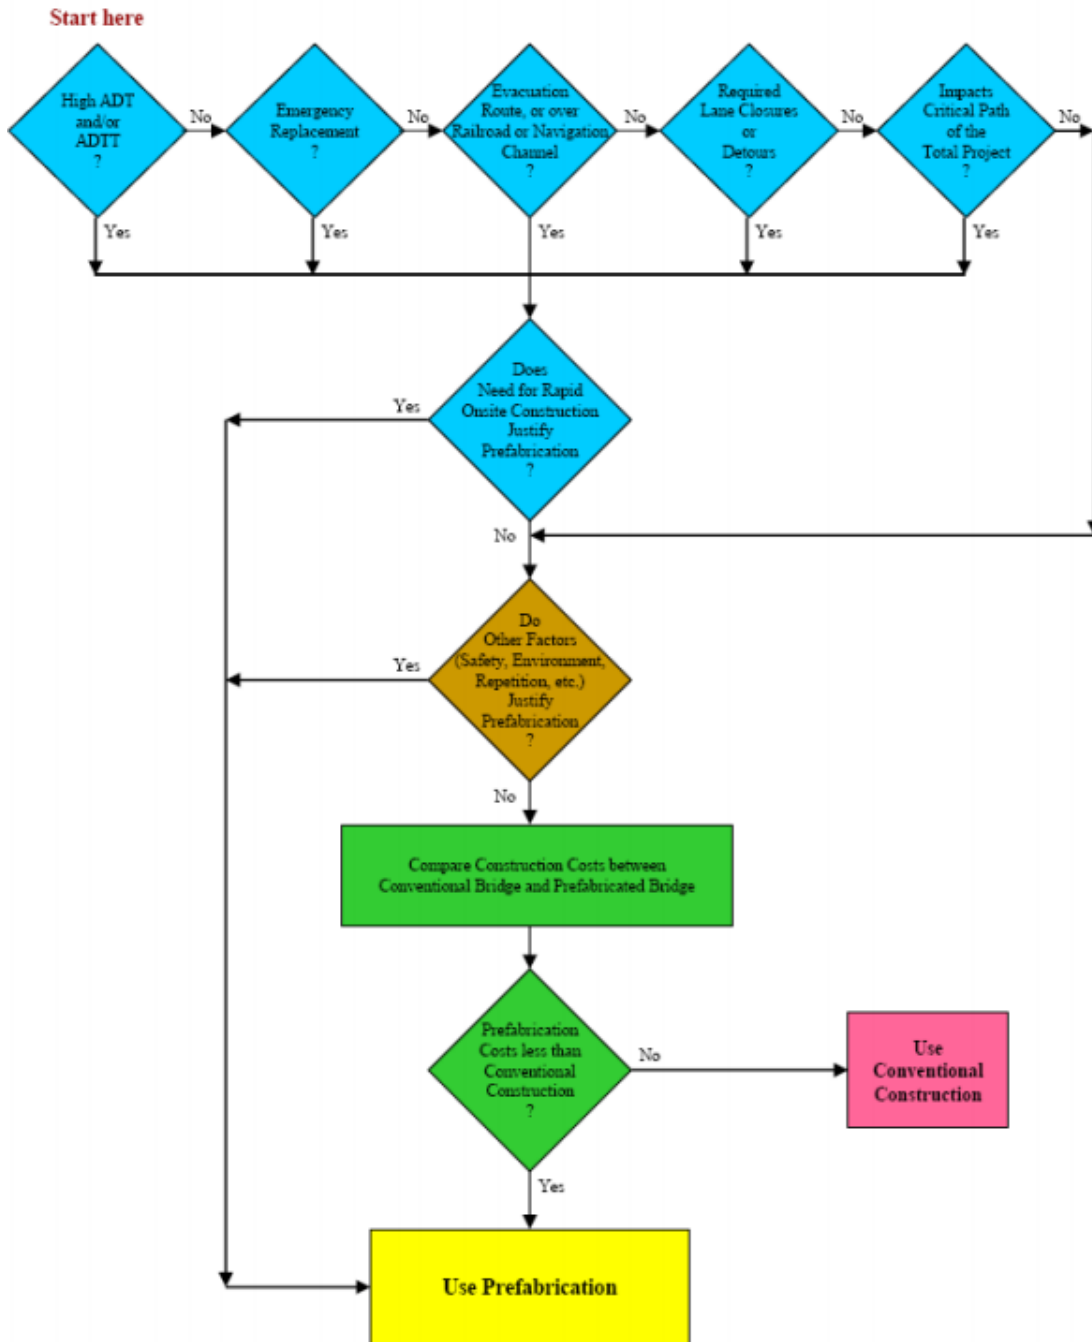 Start here
High ADT
and/or
ADTT
?
No
Emergency
Replacement
?
No
Evacuation
Route, or over
Railroad or Navigation
Channel
?
No
Required
Lane Closures
or
Detours
?
No
Impacts
Critical Path
of the
Total Project
?
No
Yes
Yes
Yes
Yes
Yes
Does
Need for Rapid
Onsite Construction
Justify
Prefabrication
?
Yes
No
Do
Other Factors
(Safety, Environment,
Repetition, etc.)
Justify
Prefabrication
?
Yes
No
Compare Construction Costs between
Conventional Bridge and Prefabricated Bridge
Prefabrication
Costs less than
Conventional
Construction
?
No
Use
Conventional
Construction
Yes
Use Prefabrication